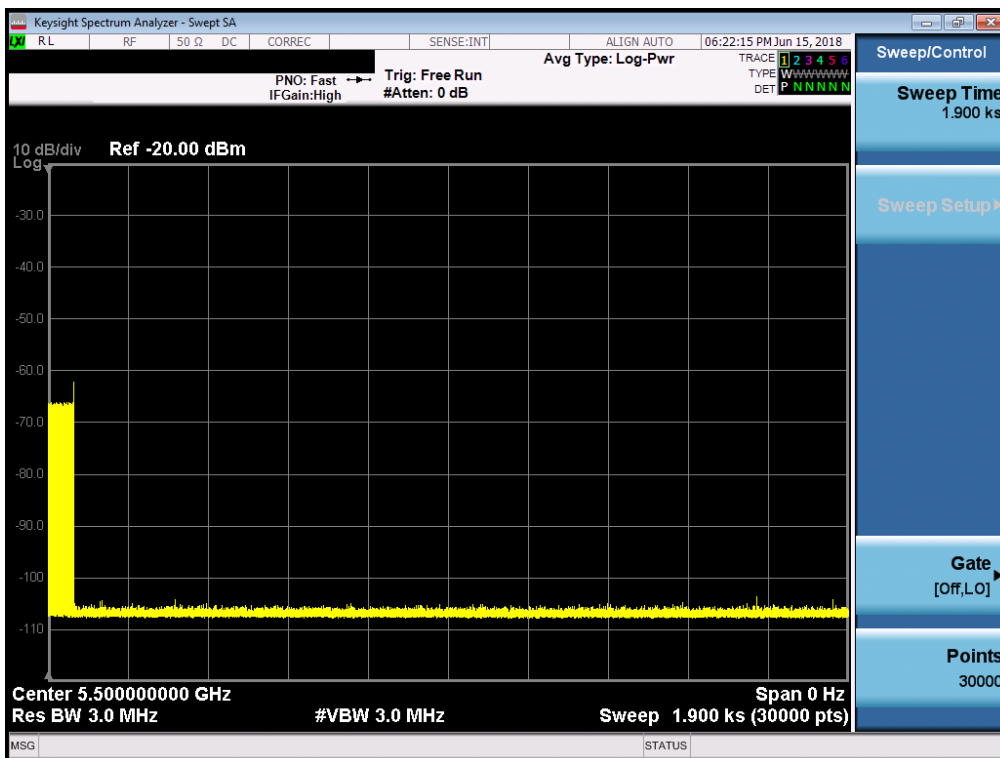 Keysight Spectrum Analyzer - Swept SA
LXI RL RF 50 Ω DC CORREC SENSE:INT ALIGN AUTO 06:22:15 PM Jun 15, 2018
Avg Type: Log-Pwr
TRACE 1 2 3 4 5 6
TYPE WWWWWW
DET P N N N N N
PNO: Fast
IFGain:High
Trig: Free Run
#Atten: 0 dB
10 dB/div
Log
Ref -20.00 dBm
-30.0
-40.0
-50.0
-60.0
-70.0
-80.0
-90.0
-100
-110
Center 5.500000000 GHz
Span 0 Hz
Res BW 3.0 MHz
#VBW 3.0 MHz
Sweep 1.900 ks (30000 pts)
MSG
STATUS
Sweep/Control
Sweep Time
1.900 ks
Sweep Setup
Gate
[Off,LO]
Points
30000